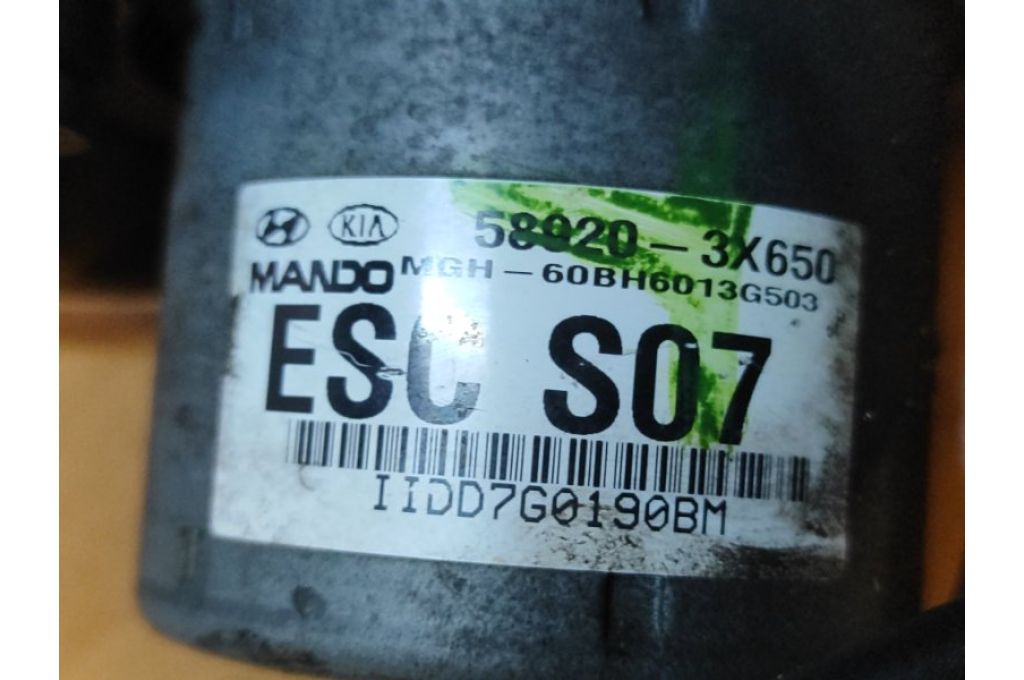 KIA 58920-3X650
MANDO MGH-60BH6013G503
ESC S07
IIDD7G0190BM